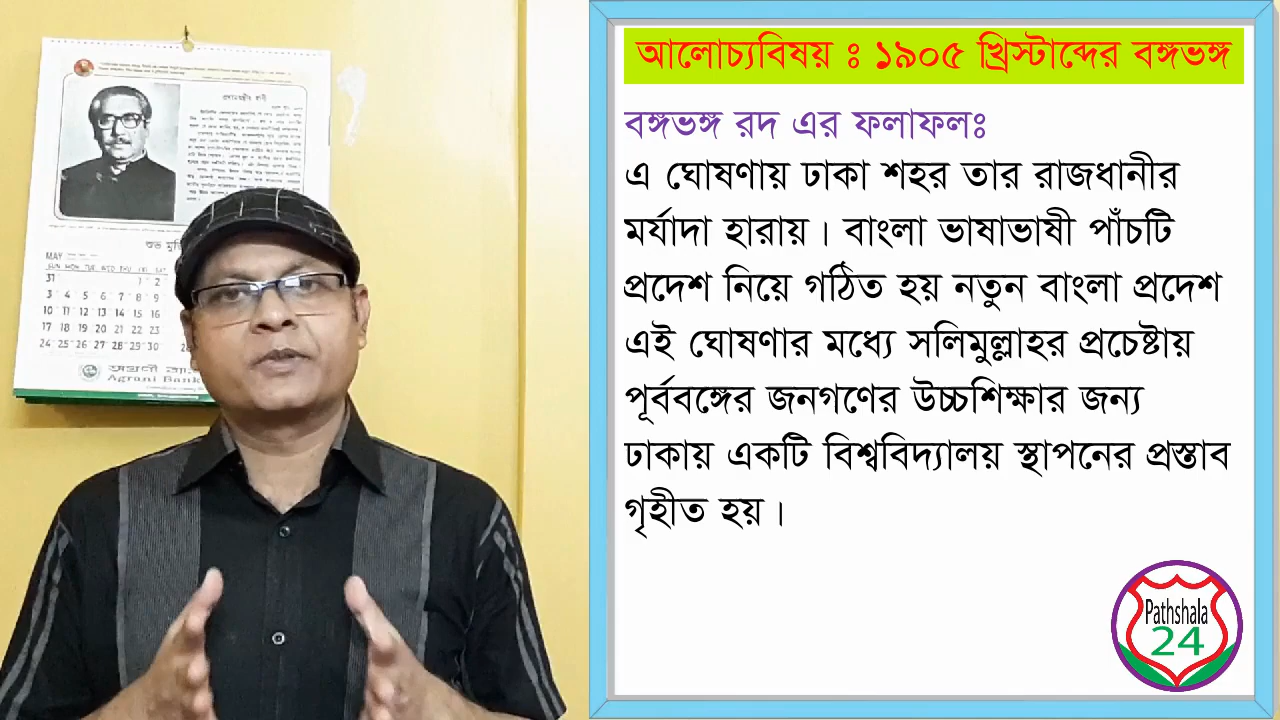 প্রধানমন্ত্রীর বাণী
শুভ মুক্তি
MAY
SUN MON TUE WED THU FRI SAT
31 1 2
3 4 5 6 7 8 9
10 11 12 13 14 15 16
17 18 19 20 21 22 23
24 25 26 27 28 29 30
অগ্রণী
Agrani Bank
আলোচ্যবিষয় ঃ ১৯০৫ খ্রিস্টাব্দের বঙ্গভঙ্গ
বঙ্গভঙ্গ রদ এর ফলাফলঃ
এ ঘোষণায় ঢাকা শহর তার রাজধানীর
মর্যাদা হারায়। বাংলা ভাষাভাষী পাঁচটি
প্রদেশ নিয়ে গঠিত হয় নতুন বাংলা প্রদেশ
এই ঘোষণার মধ্যে সলিমুল্লাহর প্রচেষ্টায়
পূর্ববঙ্গের জনগণের উচ্চশিক্ষার জন্য
ঢাকায় একটি বিশ্ববিদ্যালয় স্থাপনের প্রস্তাব
গৃহীত হয়।
Pathshala
24